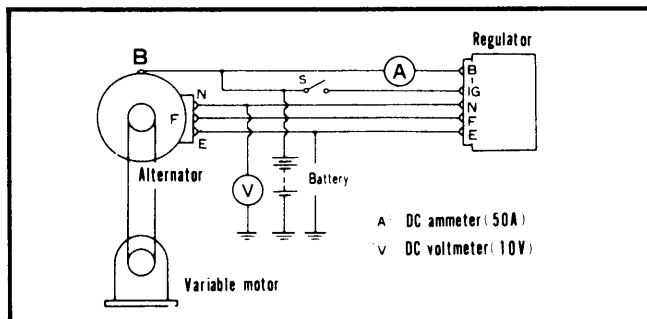 Regulator
B
B
A
S
IG
N
N
F
F
E
E
Alternator
V
Battery
A DC ammeter (50A)
V DC voltmeter (10V)
Variable motor